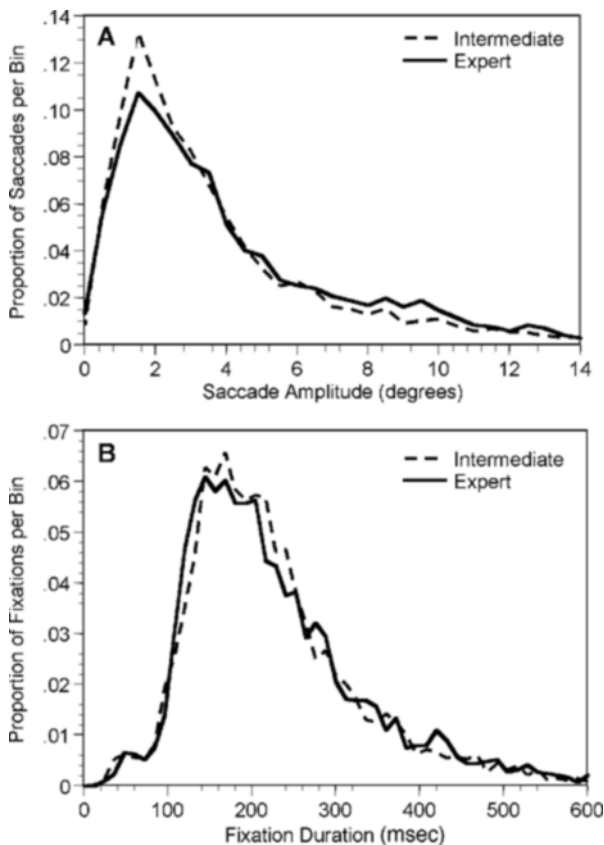 A
Intermediate
Expert
Proportion of Saccades per Bin
.14
.12
.10
.08
.06
.04
.02
0
0 2 4 6 8 10 12 14
Saccade Amplitude (degrees)
B
Intermediate
Expert
Proportion of Fixations per Bin
0.07
.06
.05
.04
.03
.02
.01
0
0 100 200 300 400 500 600
Fixation Duration (msec)